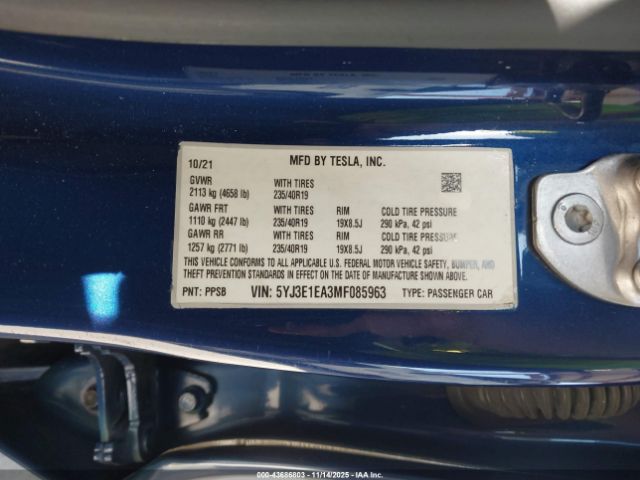 10/21 MFD BY TESLA, INC.
GVWR WITH TIRES
2113 kg (4658 lb) 235/40R19
GAWR FRT WITH TIRES RIM COLD TIRE PRESSURE
1110 kg (2447 lb) 235/40R19 19X8.5J 290 kPa, 42 psi
GAWR RR WITH TIRES RIM COLD TIRE PRESSURE
1257 kg (2771 lb) 235/40R19 19X8.5J 290 kPa, 42 psi
THIS VEHICLE CONFORMS TO ALL APPLICABLE U.S. FEDERAL MOTOR VEHICLE SAFETY, BUMPER, AND
THEFT PREVENTION STANDARDS IN EFFECT ON THE DATE OF MANUFACTURE SHOWN ABOVE.
PNT: PPSB VIN: 5YJ3E1EA3MF085963 TYPE: PASSENGER CAR
000-43686803 - 11/14/2025 - IAA Inc.